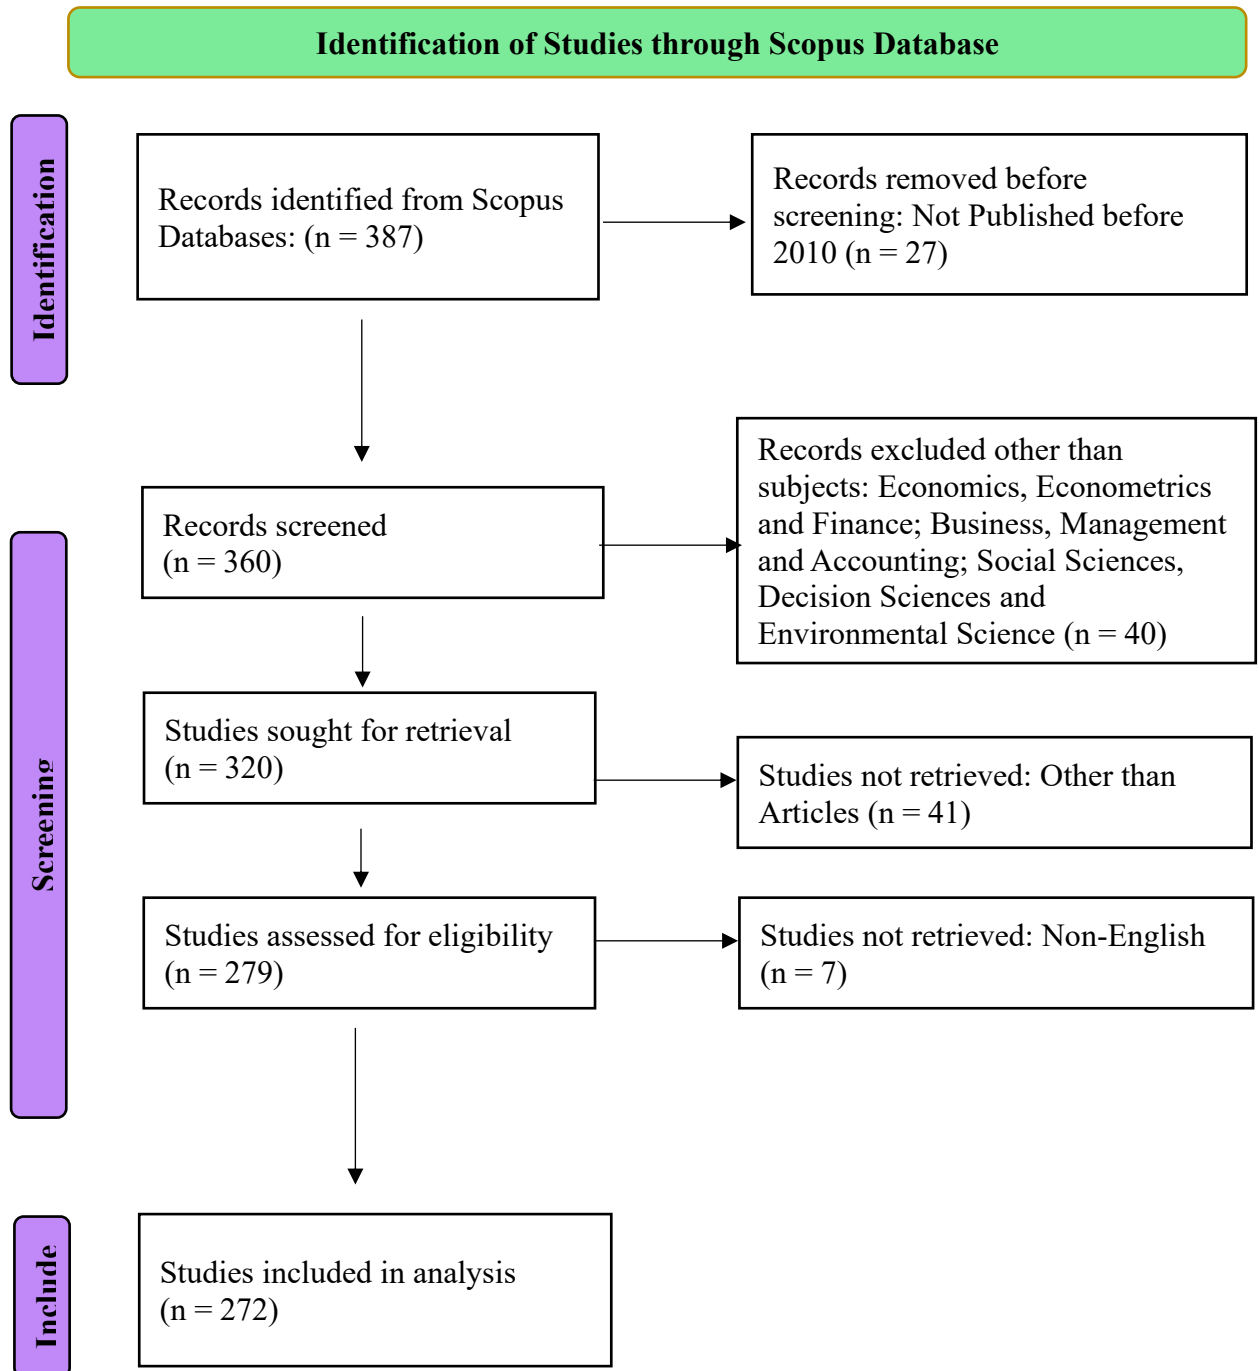 Identification of Studies through Scopus Database
Identification
Records identified from Scopus
Databases: (n = 387)
Records removed before
screening: Not Published before
2010 (n = 27)
Screening
Records screened
(n = 360)
Records excluded other than
subjects: Economics, Econometrics
and Finance; Business, Management
and Accounting; Social Sciences,
Decision Sciences and
Environmental Science (n = 40)
Studies sought for retrieval
(n = 320)
Studies not retrieved: Other than
Articles (n = 41)
Studies assessed for eligibility
(n = 279)
Studies not retrieved: Non-English
(n = 7)
Include
Studies included in analysis
(n = 272)